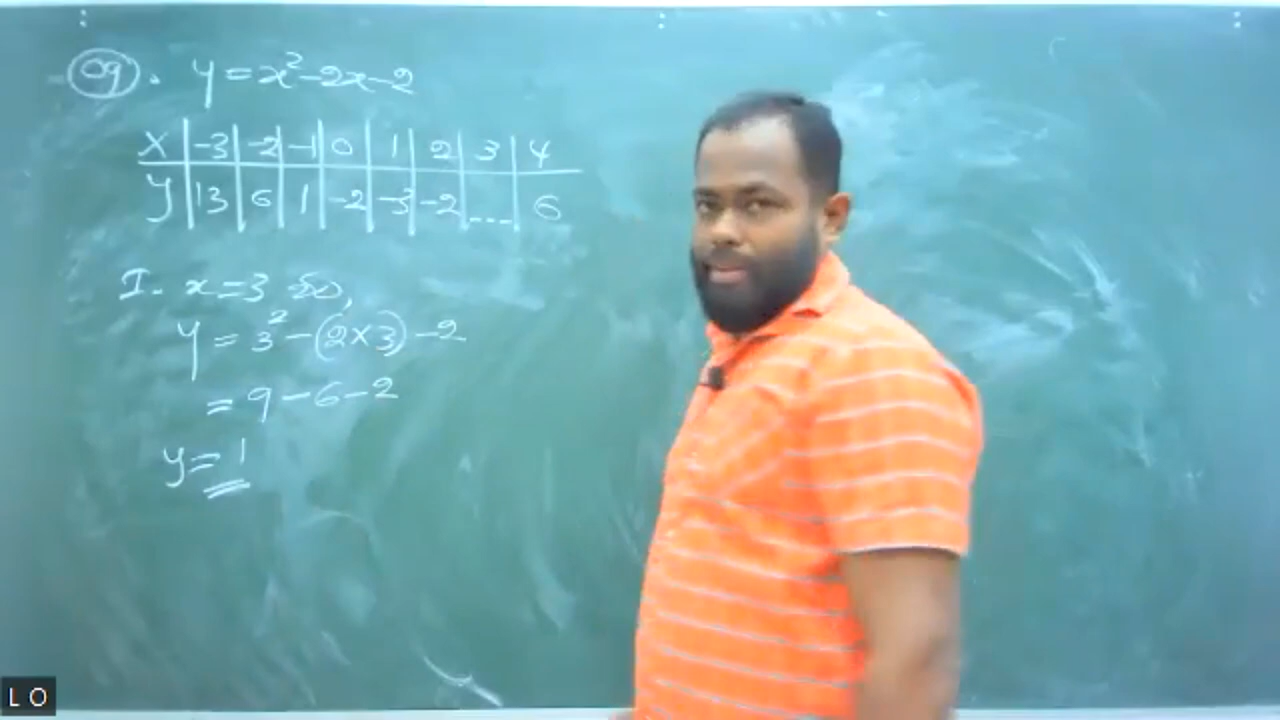 09. y = x²-2x-2
x | -3 | -2 | -1 | 0 | 1 | 2 | 3 | 4
y | 13 | 6 | 1 | -2 | -3 | -2 | ... | 6
I. x=3
y = 3²-(2×3)-2
= 9-6-2
y = 1
LO